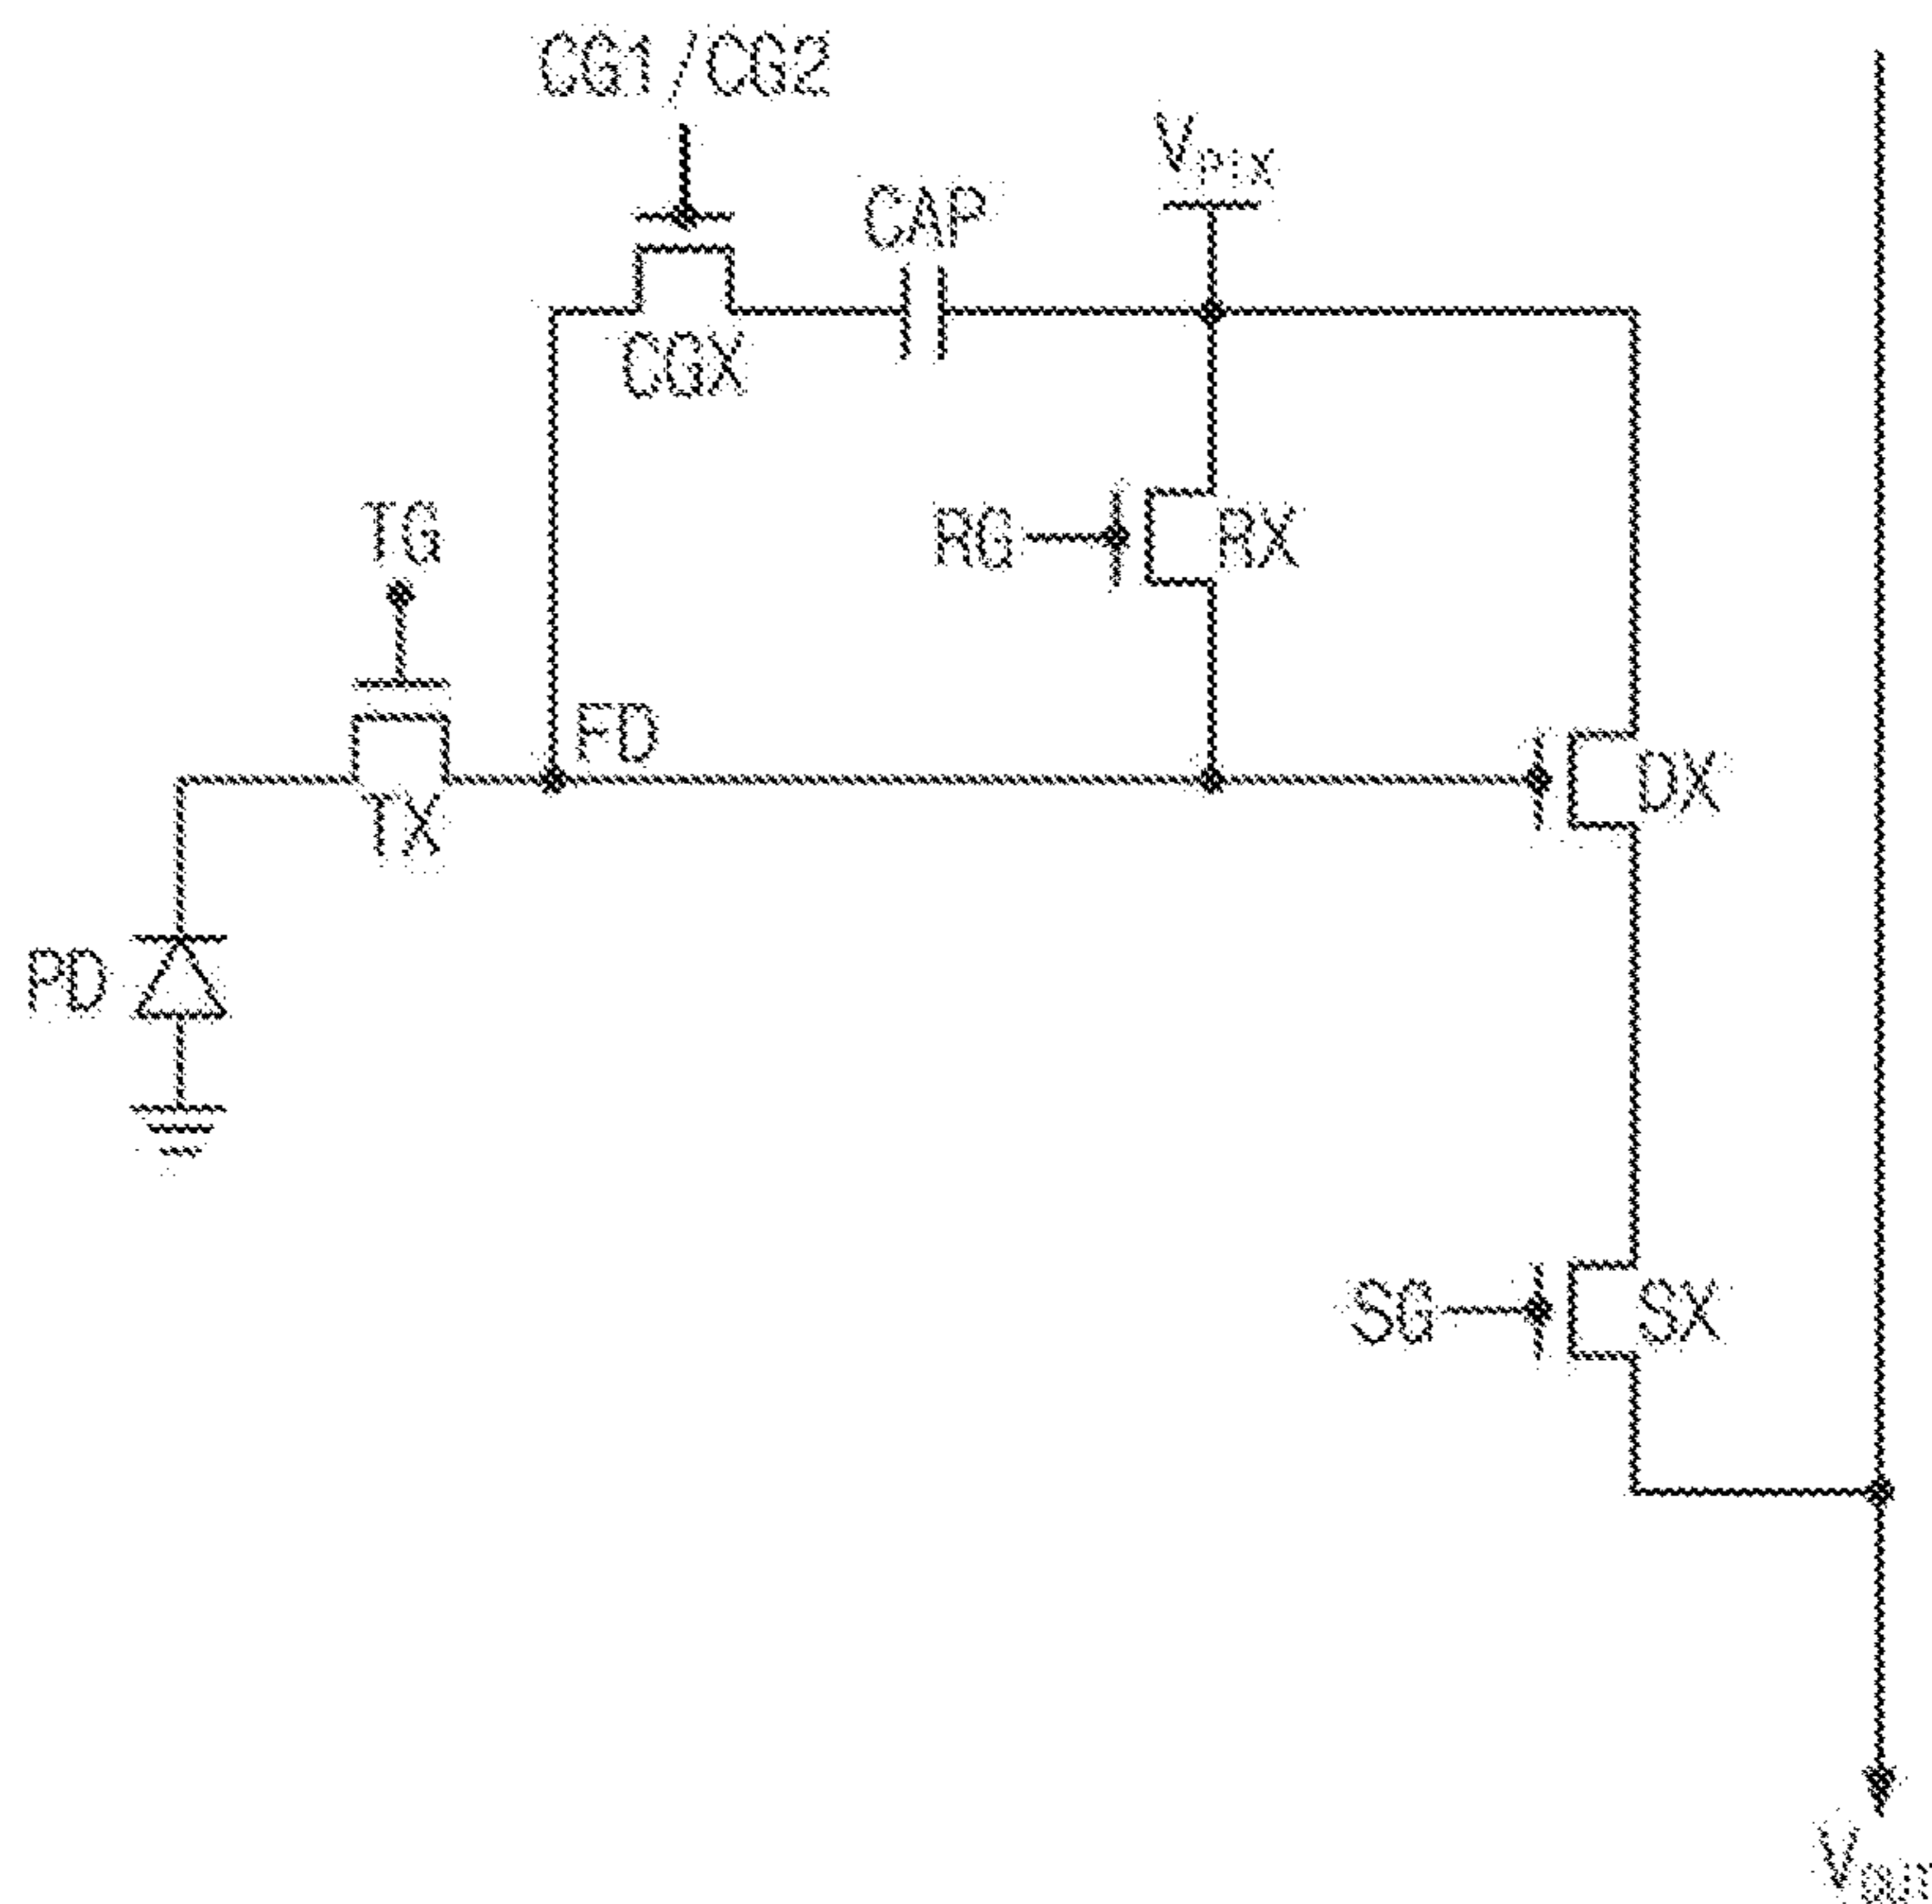 CG1/CG2
Vpix
CAP
CGX
TG
RG
RX
FD
DX
TX
PD
SG
SX